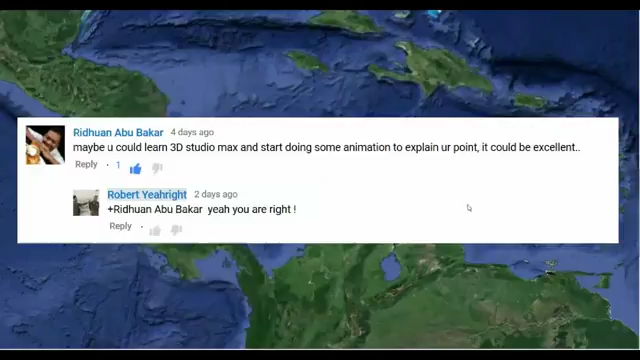 Ridhuan Abu Bakar 4 days ago
maybe u could learn 3D studio max and start doing some animation to explain ur point, it could be excellent..
Reply · 1
Robert Yeahright 2 days ago
+Ridhuan Abu Bakar yeah you are right !
Reply ·